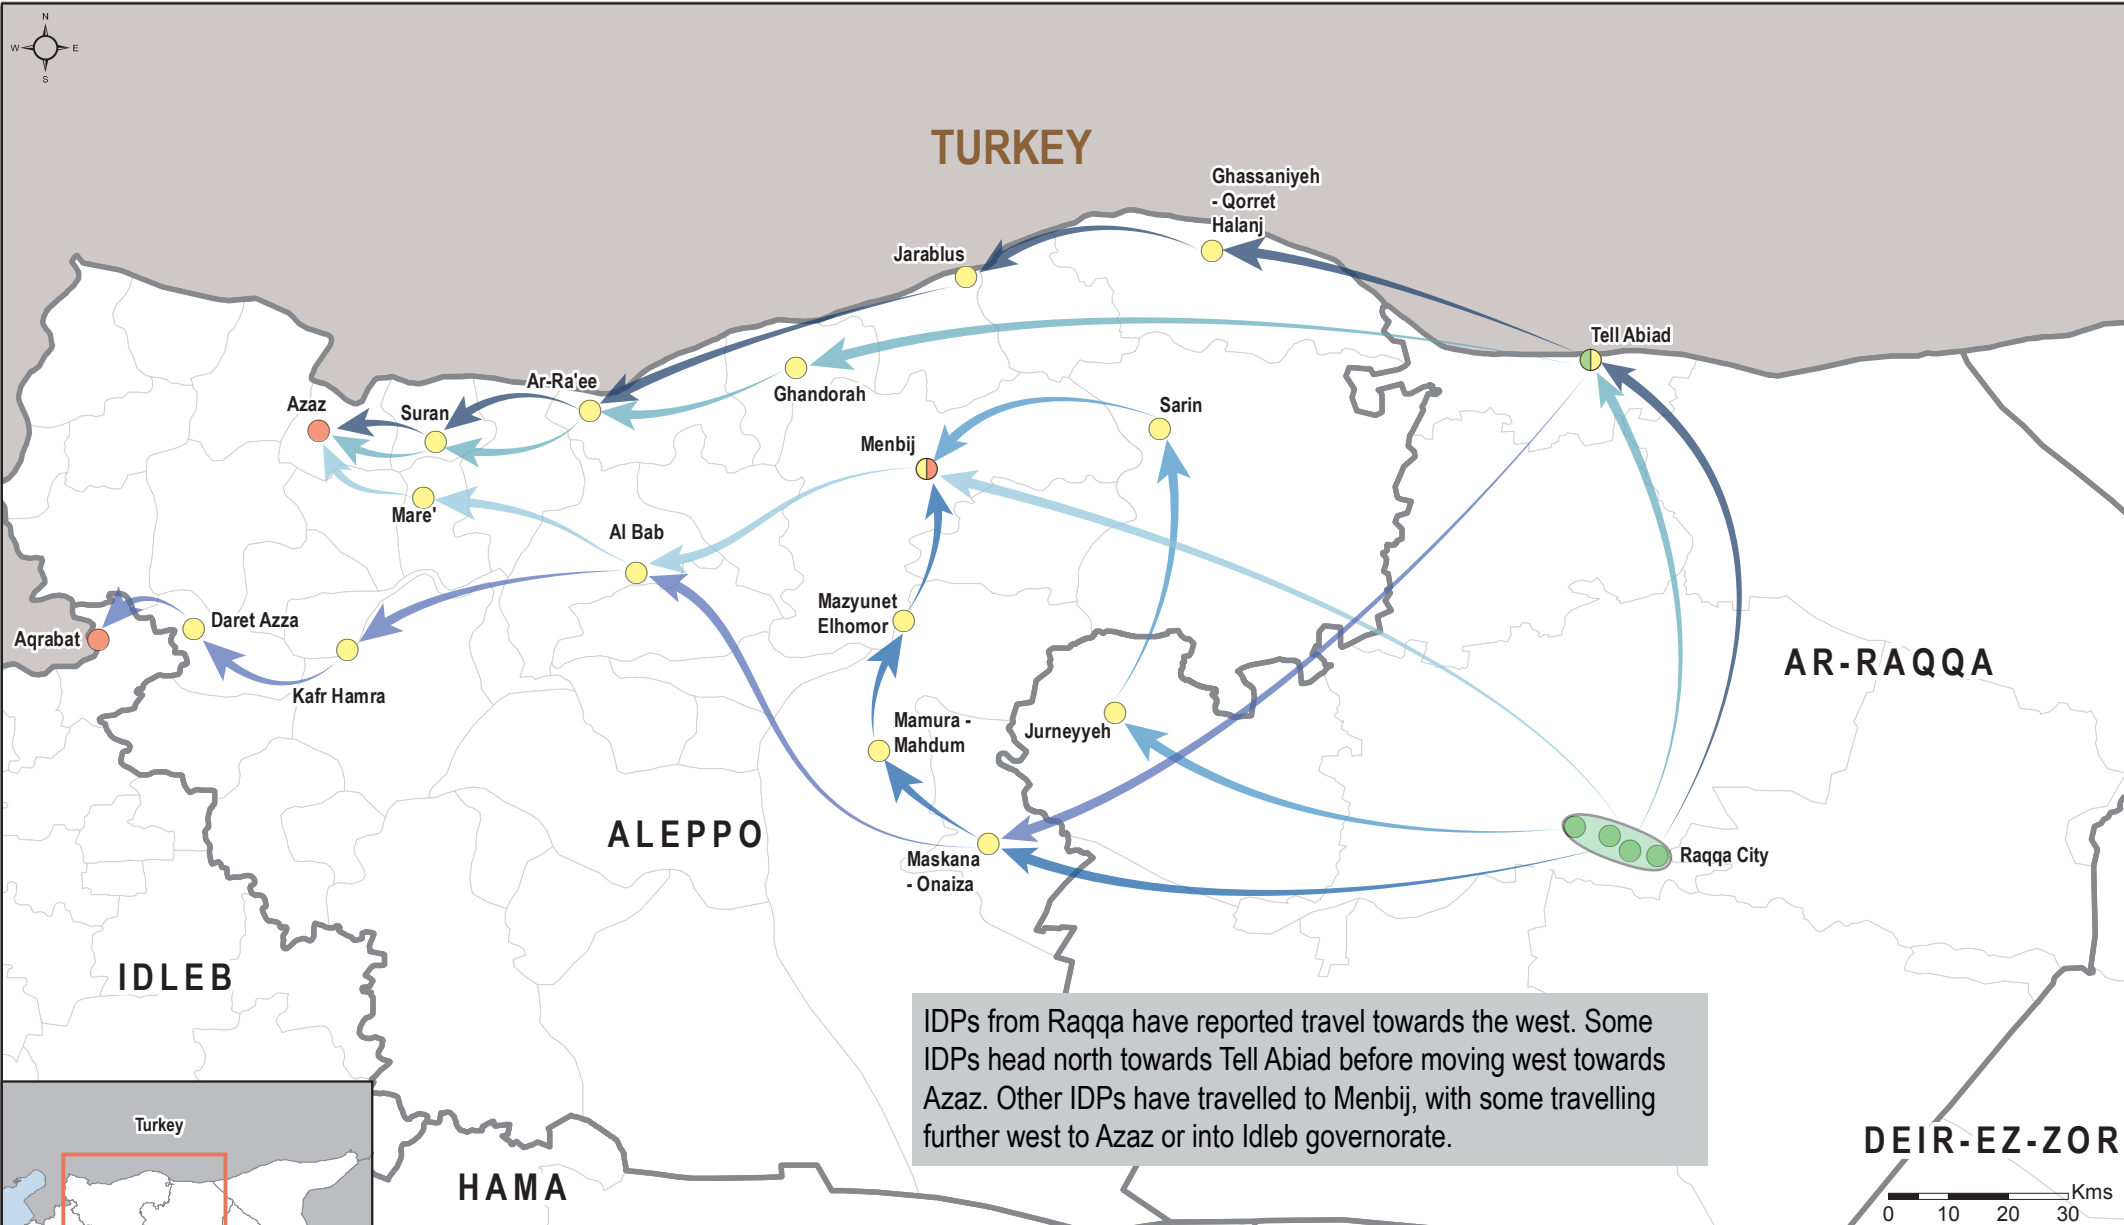 N
W E
S
TURKEY
Ghassaniyeh
- Qorret
Halanj
Jarablus
Tell Abiad
Ar-Ra'ee
Ghandorah
Azaz
Suran
Sarin
Menbij
Mare'
Al Bab
Mazyunet
Elhomor
Daret Azza
Aqrabat
Kafr Hamra
AR-RAQQA
Mamura -
Mahdum
Jurneyyeh
ALEPPO
Maskana
- Onaiza
Raqqa City
IDLEB
IDPs from Raqqa have reported travel towards the west. Some
IDPs head north towards Tell Abiad before moving west towards
Azaz. Other IDPs have travelled to Menbij, with some travelling
further west to Azaz or into Idleb governorate.
Turkey
DEIR-EZ-ZOR
HAMA
Kms
0 10 20 30